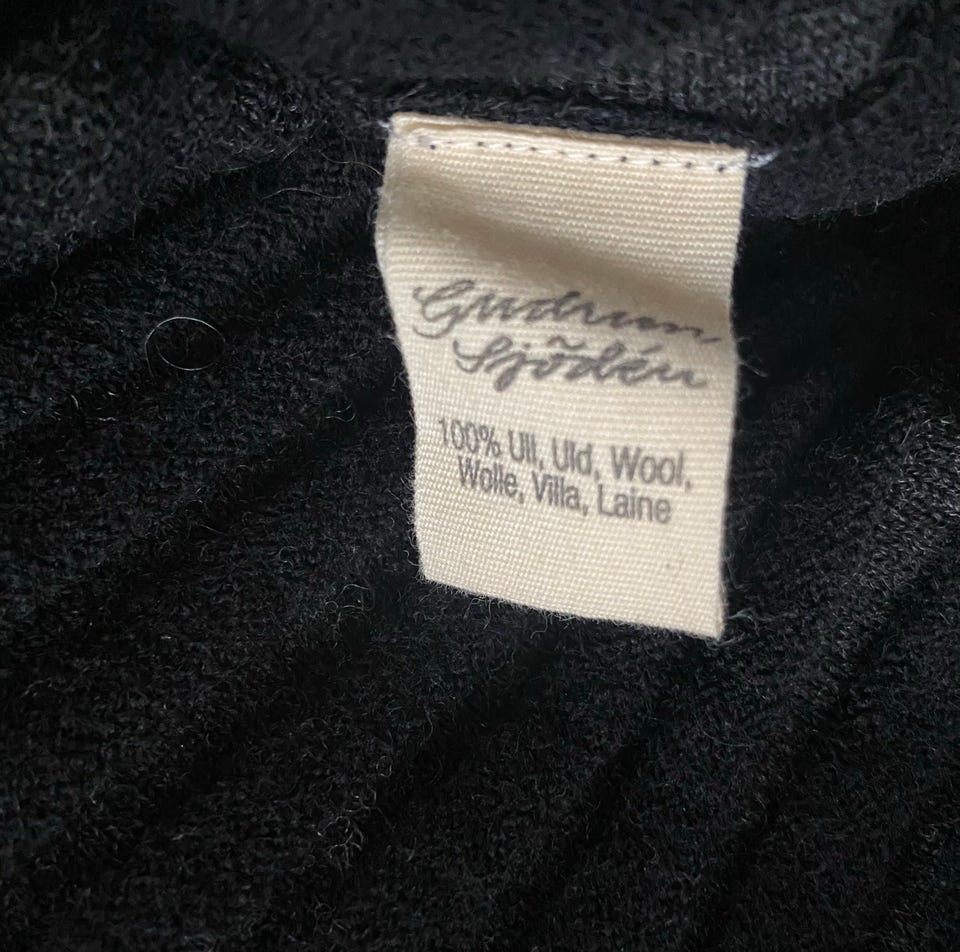 Gudrun
Sjödén
100% Ull, Uld, Wool,
Wolle, Villa, Laine